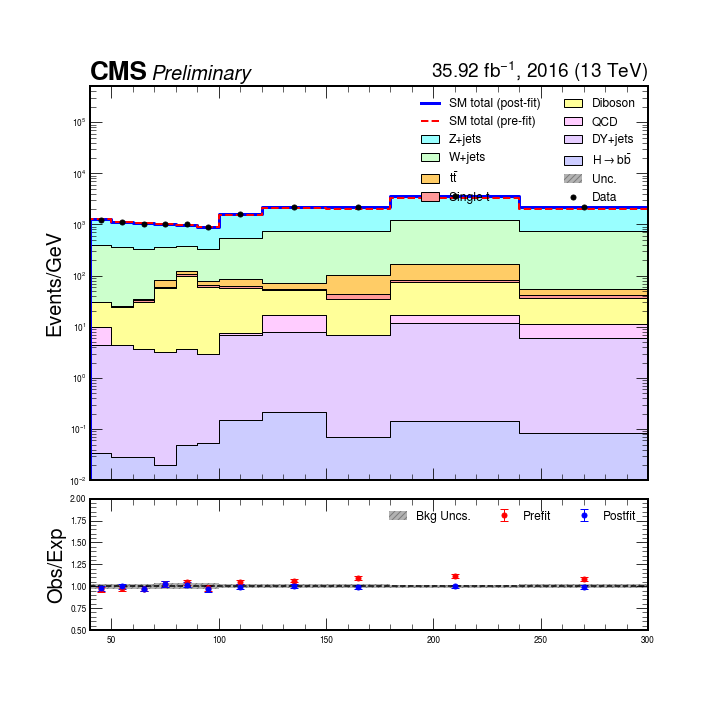 CMS Preliminary 35.92 fb⁻¹, 2016 (13 TeV)
SM total (post-fit) Diboson
SM total (pre-fit) QCD
Z+jets DY+jets
W+jets H→bb̄
tt̄ Unc.
Single t Data
Events/GeV
10⁵
10⁴
10³
10²
10¹
10⁰
10⁻¹
10⁻²
Bkg Uncs. Prefit Postfit
Obs/Exp
2.00
1.75
1.50
1.25
1.00
0.75
0.50
50 100 150 200 250 300